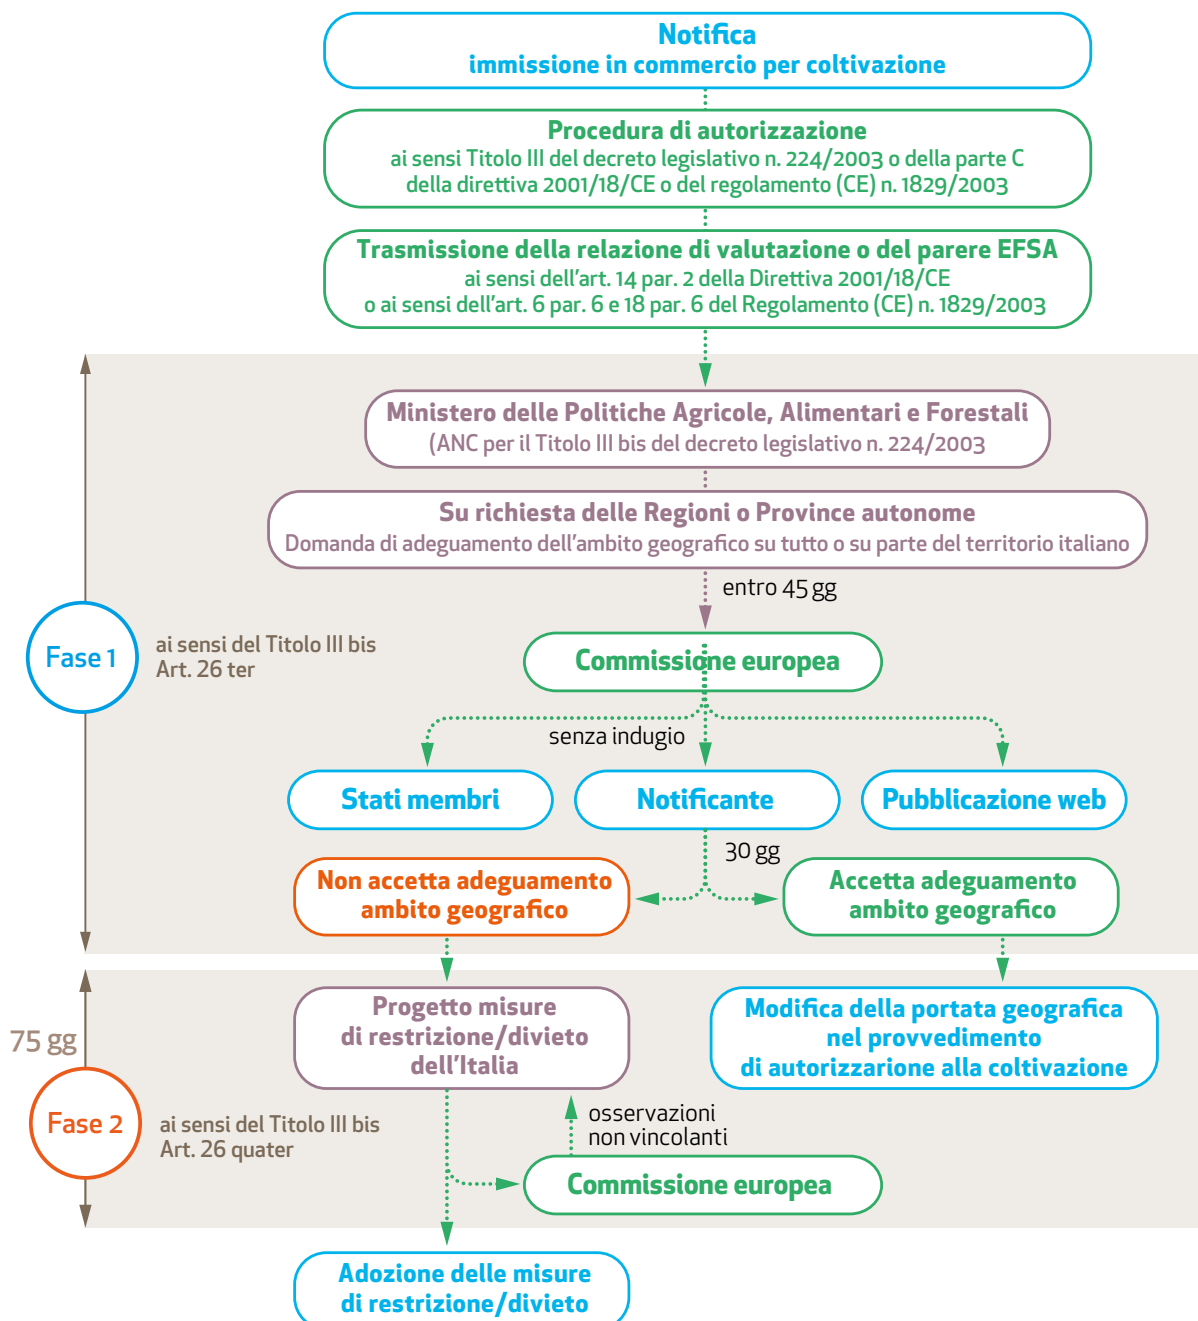 Notifica
immissione in commercio per coltivazione
Procedura di autorizzazione
ai sensi Titolo III del decreto legislativo n. 224/2003 o della parte C
della direttiva 2001/18/CE o del regolamento (CE) n. 1829/2003
Trasmissione della relazione di valutazione o del parere EFSA
ai sensi dell'art. 14 par. 2 della Direttiva 2001/18/CE
o ai sensi dell'art. 6 par. 6 e 18 par. 6 del Regolamento (CE) n. 1829/2003
Ministero delle Politiche Agricole, Alimentari e Forestali
(ANC per il Titolo III bis del decreto legislativo n. 224/2003
Su richiesta delle Regioni o Province autonome
Domanda di adeguamento dell'ambito geografico su tutto o su parte del territorio italiano
entro 45 gg
Fase 1
ai sensi del Titolo III bis
Art. 26 ter
Commissione europea
senza indugio
Stati membri
Notificante
Pubblicazione web
30 gg
Non accetta adeguamento
ambito geografico
Accetta adeguamento
ambito geografico
75 gg
Fase 2
ai sensi del Titolo III bis
Art. 26 quater
Progetto misure
di restrizione/divieto
dell'Italia
Modifica della portata geografica
nel provvedimento
di autorizzarione alla coltivazione
osservazioni
non vincolanti
Commissione europea
Adozione delle misure
di restrizione/divieto